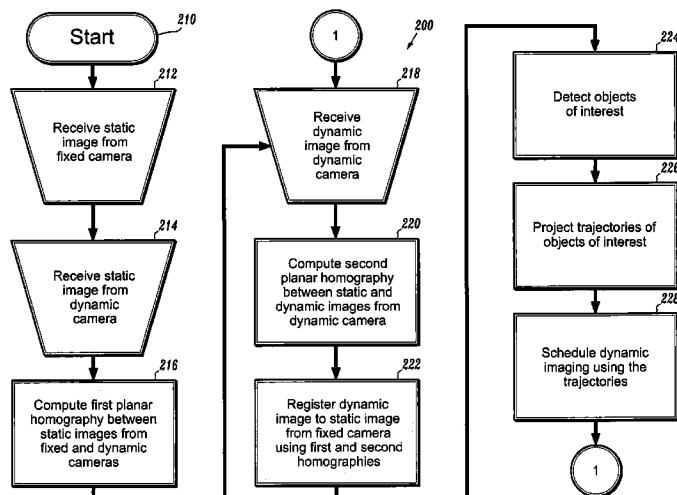 Start
210
212
Receive static
image from
fixed camera
214
Receive static
image from
dynamic
camera
216
Compute first planar
homography between
static images from
fixed and dynamic
cameras
1
200
218
Receive
dynamic
image from
dynamic
camera
220
Compute second
planar homography
between static and
dynamic images from
dynamic camera
222
Register dynamic
image to static image
from fixed camera
using first and second
homographies
224
Detect objects
of interest
226
Project trajectories of
objects of interest
228
Schedule dynamic
imaging using the
trajectories
1